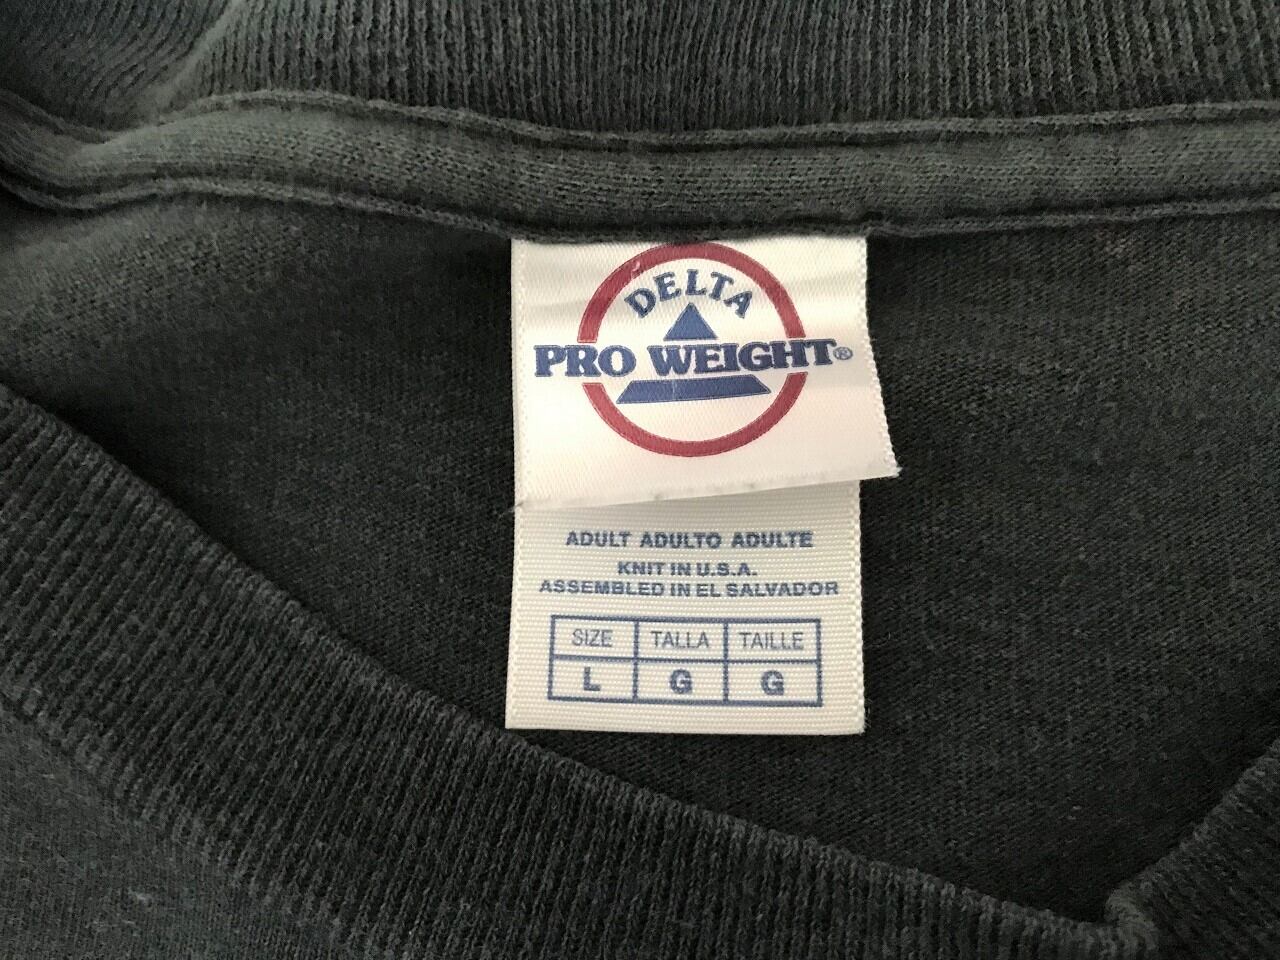 DELTA
PRO WEIGHT®
ADULT ADULTO ADULTE
KNIT IN U.S.A.
ASSEMBLED IN EL SALVADOR
SIZE TALLA TAILLE
L G G